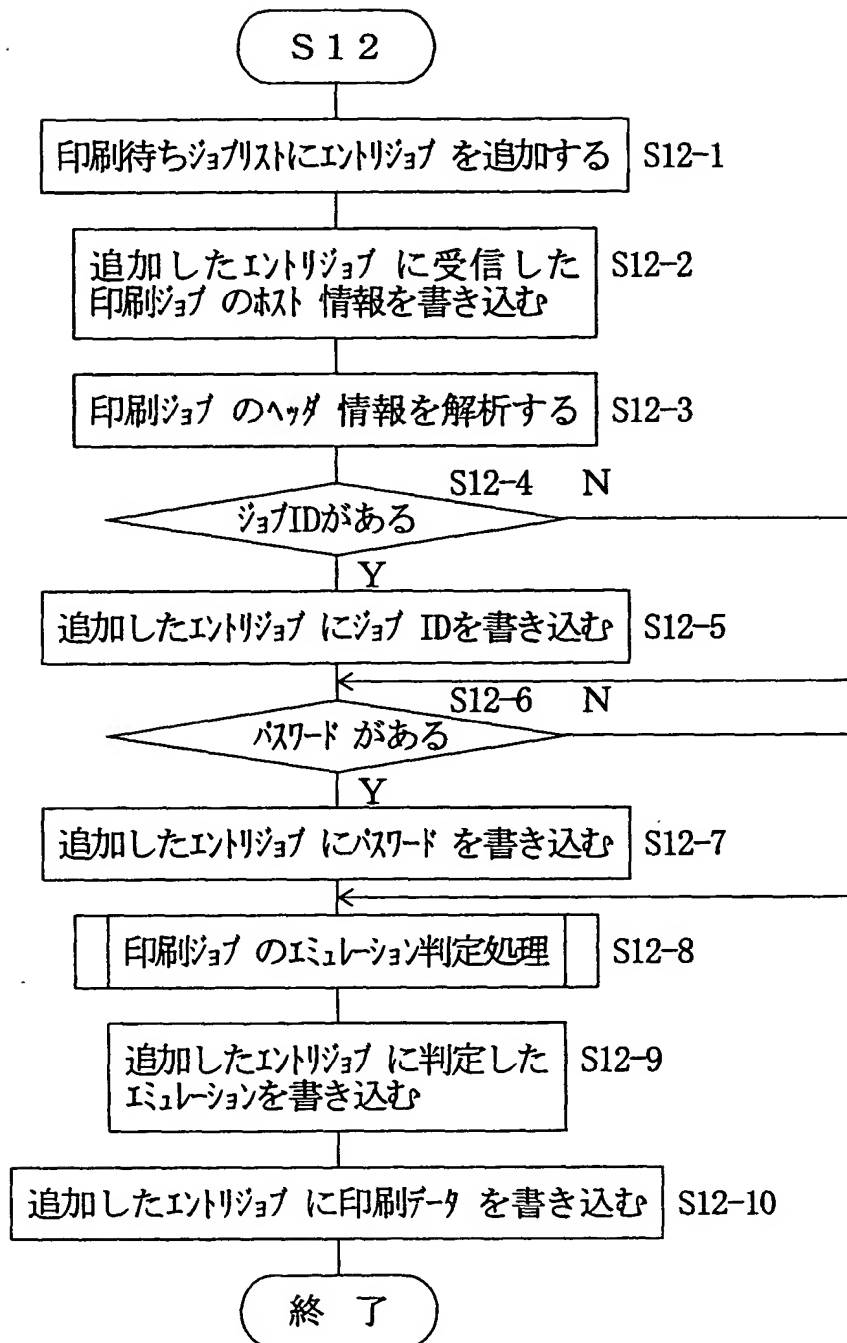 S12
印刷待ちジョブリストにエントリジョブ を追加する S12-1
追加したエントリジョブ に受信した S12-2
印刷ジョブ のホスト 情報を書き込む
印刷ジョブ のヘッダ 情報を解析する S12-3
S12-4 N
ジョブIDがある
Y
追加したエントリジョブ にジョブ IDを書き込む S12-5
S12-6 N
パスワード がある
Y
追加したエントリジョブ にパスワード を書き込む S12-7
印刷ジョブ のエミュレーション判定処理 S12-8
追加したエントリジョブ に判定した S12-9
エミュレーションを書き込む
追加したエントリジョブ に印刷データ を書き込む S12-10
終 了